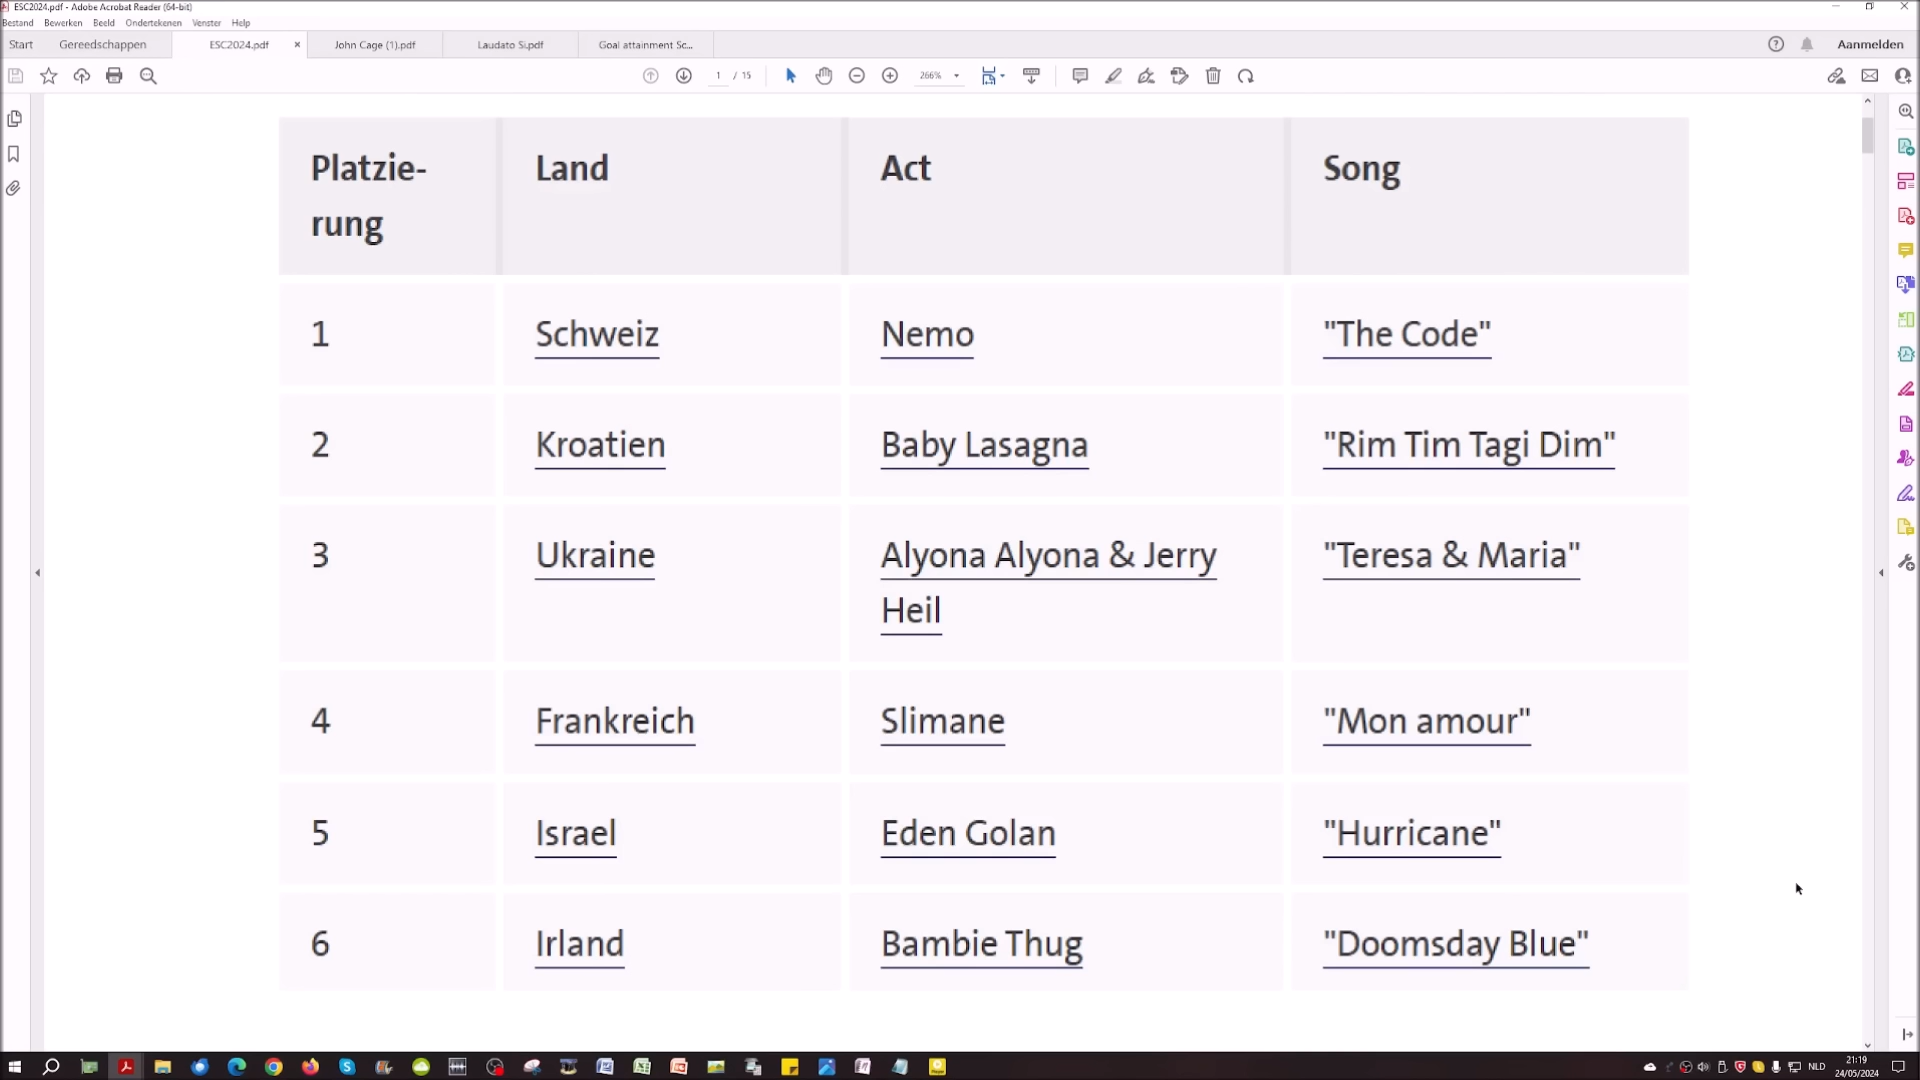 ESC2024.pdf - Adobe Acrobat Reader (64-bit)
Bestand Bewerken Beeld Ondertekenen Venster Help
Start Gereedschappen ESC2024.pdf John Cage (1).pdf Laudato Si.pdf Goal attainment Sc... Aanmelden
1 / 15 266%
Platzie-
rung
Land Act Song
1 Schweiz Nemo "The Code"
2 Kroatien Baby Lasagna "Rim Tim Tagi Dim"
3 Ukraine Alyona Alyona & Jerry
Heil
"Teresa & Maria"
4 Frankreich Slimane "Mon amour"
5 Israel Eden Golan "Hurricane"
6 Irland Bambie Thug "Doomsday Blue"
NLD
21:19
24/05/2024